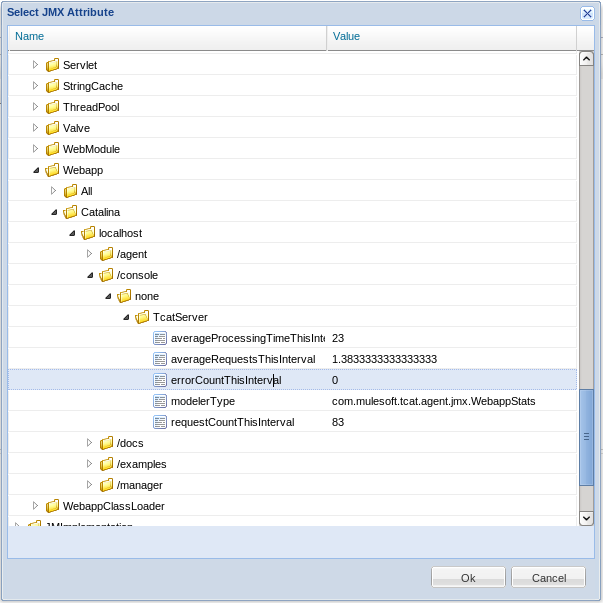 Select JMX Attribute
Name Value
Servlet
StringCache
ThreadPool
Valve
WebModule
Webapp
All
Catalina
localhost
/agent
/console
none
TcatServer
averageProcessingTimeThisInte 23
averageRequestsThisInterval 1.3833333333333333
errorCountThisInterval 0
modelerType com.mulesoft.tcat.agent.jmx.WebappStats
requestCountThisInterval 83
/docs
/examples
/manager
WebappClassLoader
JMImplementation
Ok Cancel